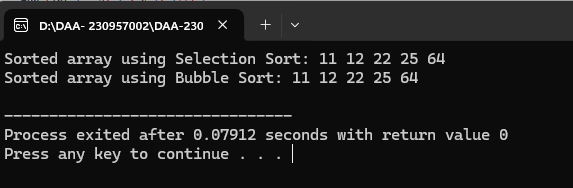 D:\DAA- 230957002\DAA-230
Sorted array using Selection Sort: 11 12 22 25 64
Sorted array using Bubble Sort: 11 12 22 25 64
--------------------------------
Process exited after 0.07912 seconds with return value 0
Press any key to continue . . .